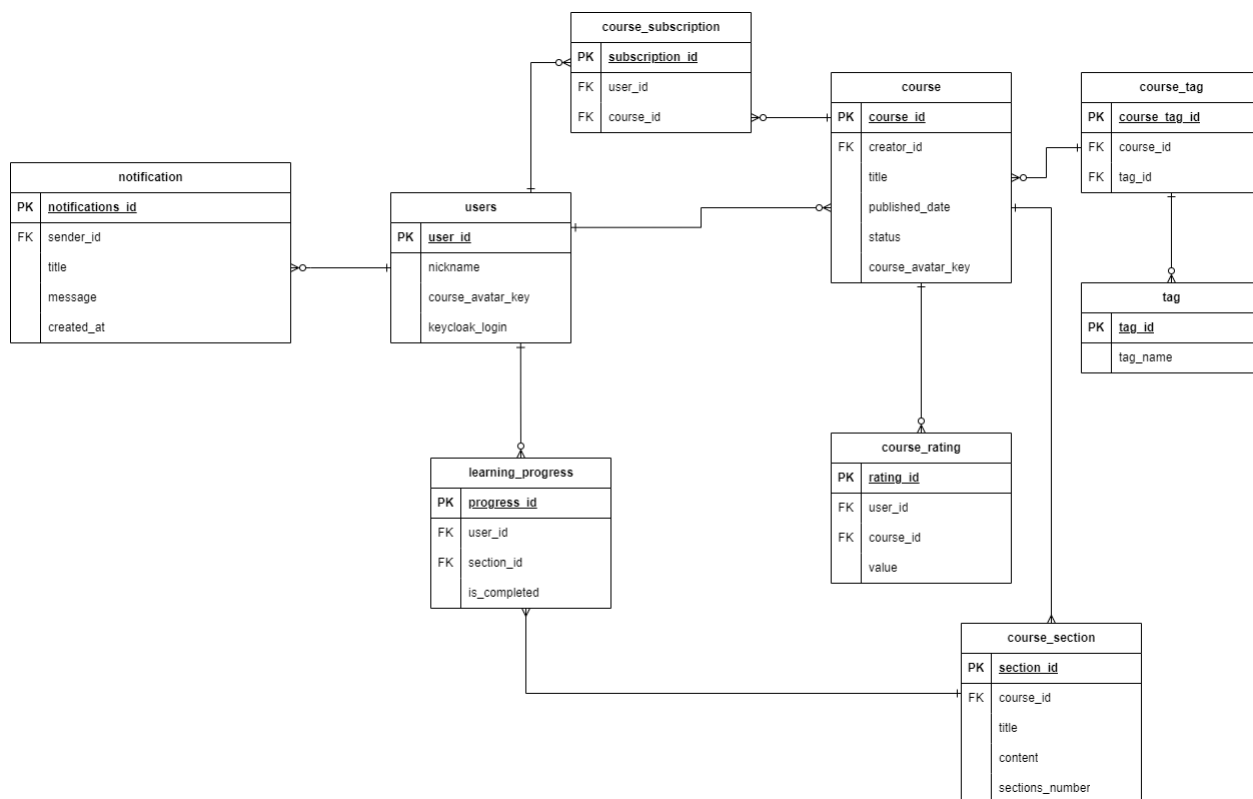 course_subscription
PK subscription_id
FK user_id
FK course_id
course
PK course_id
FK creator_id
title
published_date
status
course_avatar_key
course_tag
PK course_tag_id
FK course_id
FK tag_id
notification
PK notifications_id
FK sender_id
title
message
created_at
users
PK user_id
nickname
course_avatar_key
keycloak_login
tag
PK tag_id
tag_name
learning_progress
PK progress_id
FK user_id
FK section_id
is_completed
course_rating
PK rating_id
FK user_id
FK course_id
value
course_section
PK section_id
FK course_id
title
content
sections_number